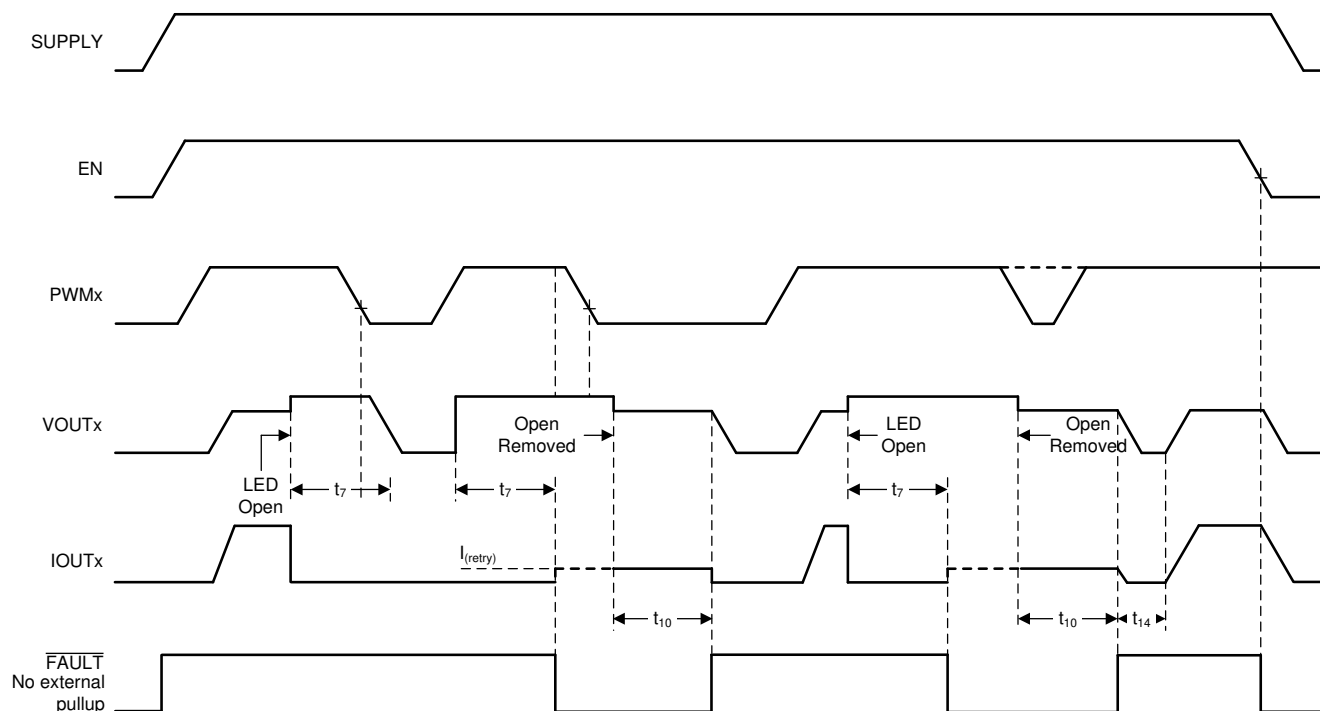 SUPPLY
EN
PWMx
VOUTx
LED
Open
Open
Removed
LED
Open
Open
Removed
t7
t7
t7
IOUTx
I(retry)
t10
t10
t14
FAULT
No external
pullup